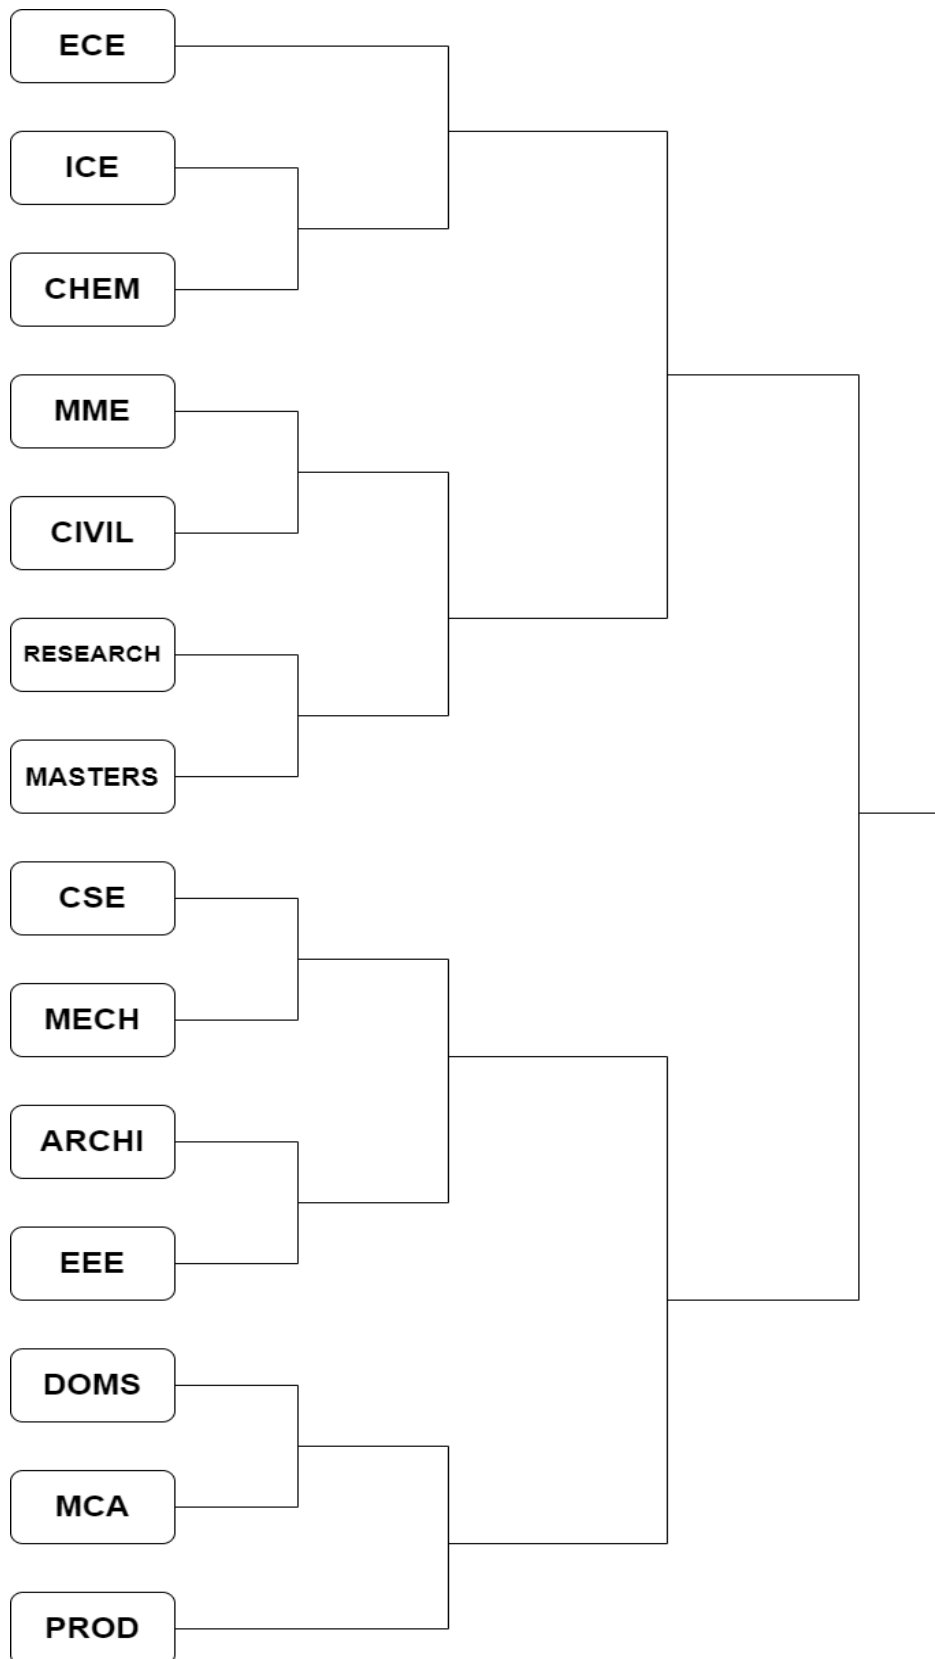 ECE
ICE
CHEM
MME
CIVIL
RESEARCH
MASTERS
CSE
MECH
ARCHI
EEE
DOMS
MCA
PROD